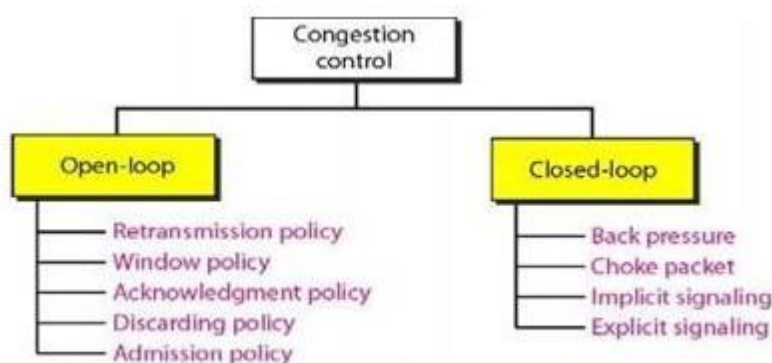 Congestion
control
Open-loop
Retransmission policy
Window policy
Acknowledgment policy
Discarding policy
Admission policy
Closed-loop
Back pressure
Choke packet
Implicit signaling
Explicit signaling